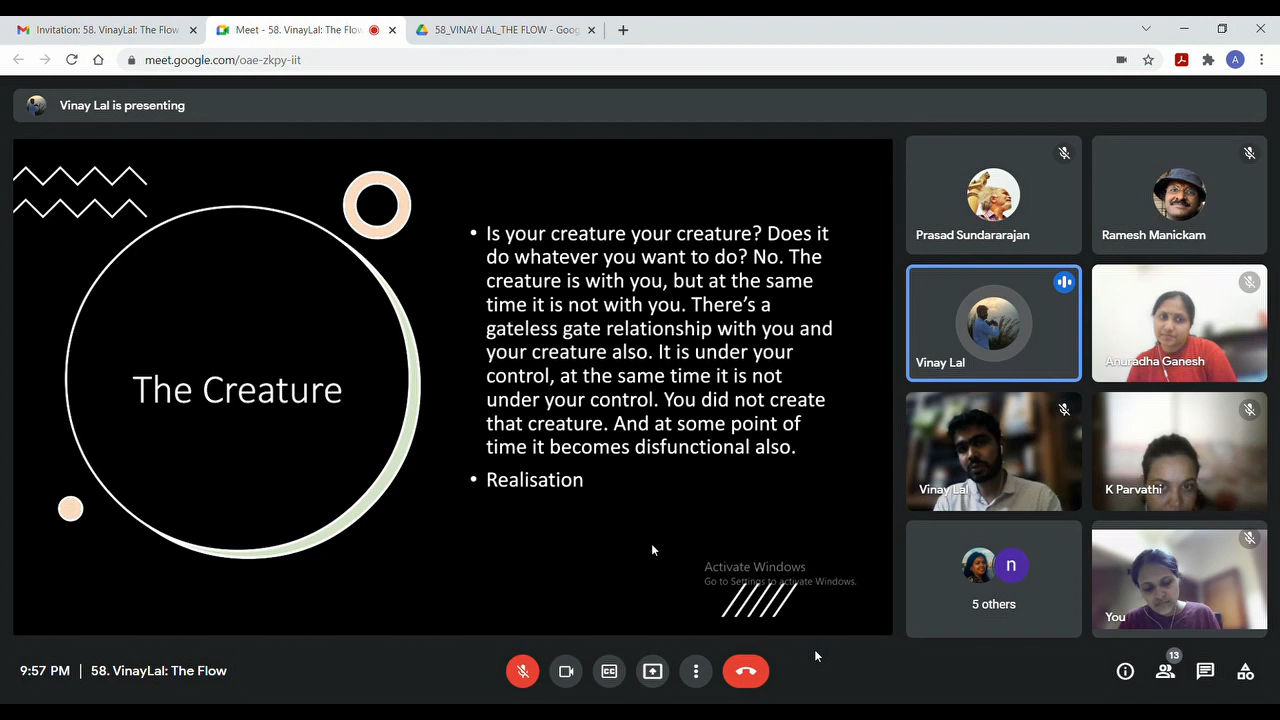 Invitation: 58. VinayLal: The Flow
Meet - 58. VinayLal: The Flow
58_VINAY LAL_THE FLOW - Goog
meet.google.com/oae-zkpy-iit
A
Vinay Lal is presenting
The Creature
• Is your creature your creature? Does it
do whatever you want to do? No. The
creature is with you, but at the same
time it is not with you. There's a
gateless gate relationship with you and
your creature also. It is under your
control, at the same time it is not
under your control. You did not create
that creature. And at some point of
time it becomes disfunctional also.
• Realisation
Activate Windows
Go to Settings to activate Windows.
Prasad Sundararajan
Ramesh Manickam
Vinay Lal
Anuradha Ganesh
Vinay Lal
K Parvathi
n
5 others
You
9:57 PM | 58. VinayLal: The Flow
CC
13